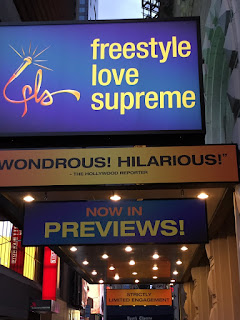 fls
freestyle
love
supreme
WONDROUS! HILARIOUS!"
- THE HOLLYWOOD REPORTER
NOW IN
PREVIEWS!
STRICTLY
LIMITED ENGAGEMENT